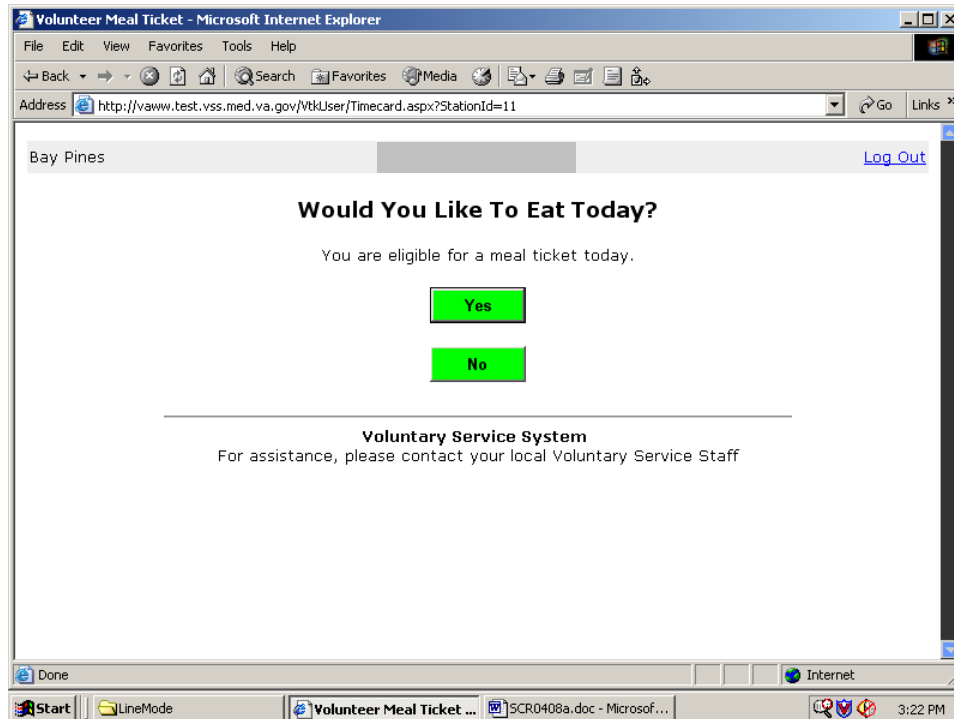 Volunteer Meal Ticket - Microsoft Internet Explorer
File Edit View Favorites Tools Help
Back Search Favorites Media
Address http://vaww.test.vss.med.va.gov/VtkUser/Timecard.aspx?StationId=11 Go Links »
Bay Pines Log Out
Would You Like To Eat Today?
You are eligible for a meal ticket today.
Yes
No
Voluntary Service System
For assistance, please contact your local Voluntary Service Staff
Done Internet
Start LineMode Volunteer Meal Ticket ... SCR0408a.doc - Microsof... 3:22 PM